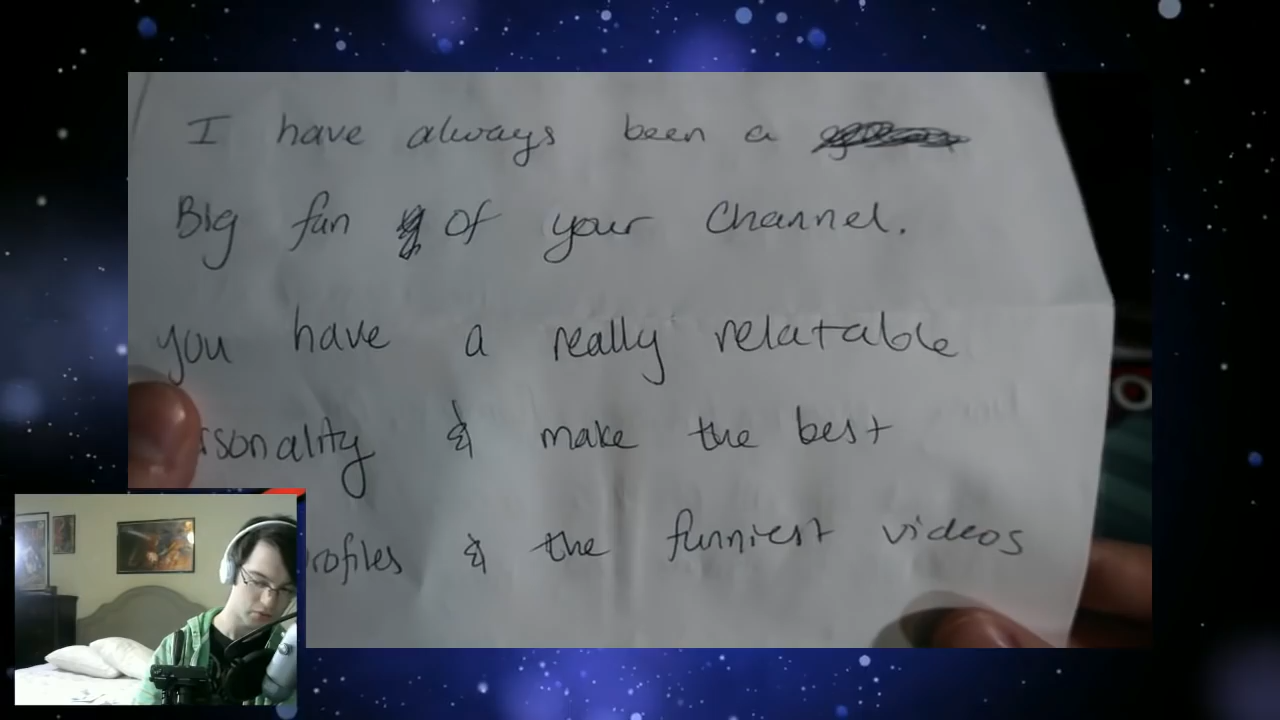 I have always been a
Big fan of your Channel.
you have a really relatable
rsonality & make the best
rofiles & the funniest videos